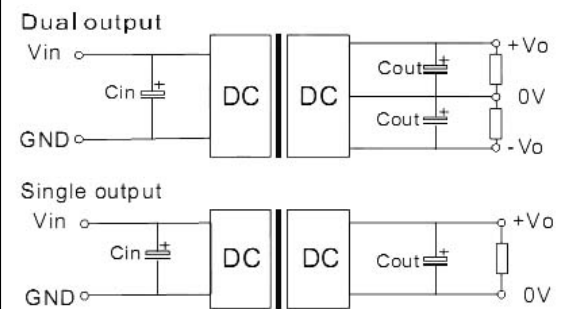 Dual output
Vin
+Vo
Cout +
Cin +
DC
DC
0V
Cout +
GND
-Vo
Single output
Vin
+Vo
Cin +
DC
DC
Cout +
GND
0V